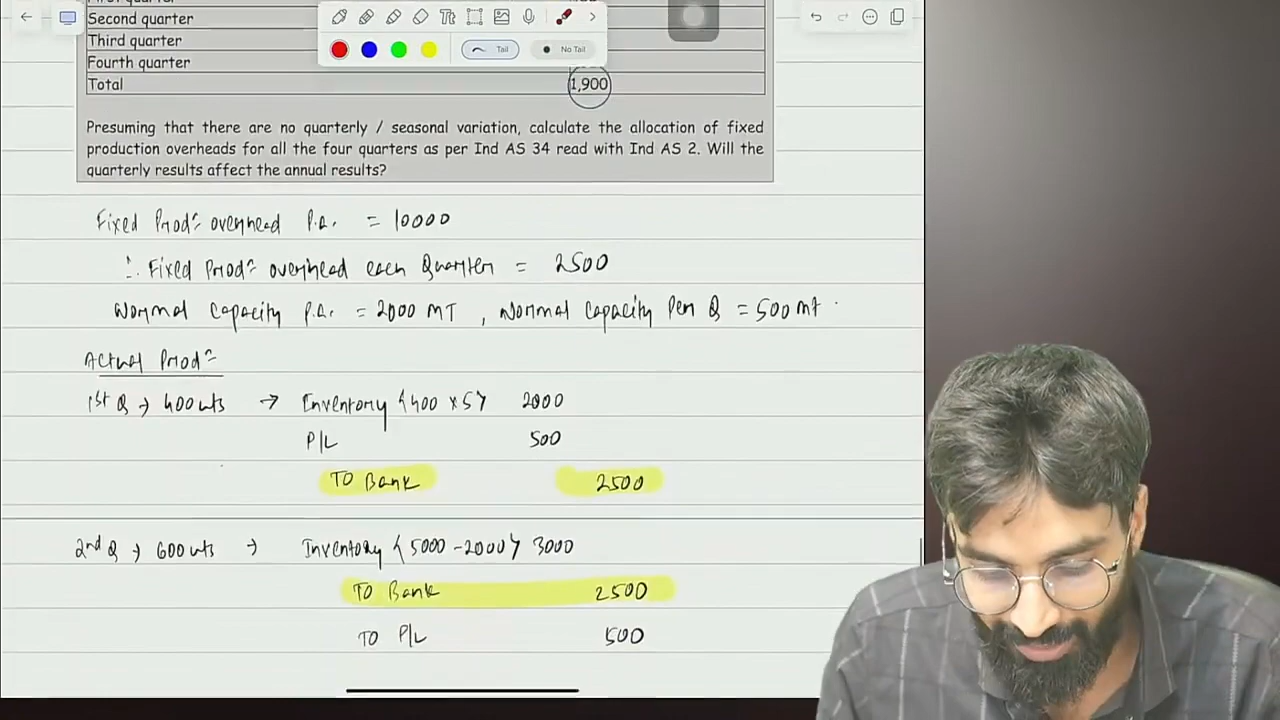 Second quarter
Third quarter
Fourth quarter
Total 1,900
Tt
Tail
No Tail
Presuming that there are no quarterly / seasonal variation, calculate the allocation of fixed
production overheads for all the four quarters as per Ind AS 34 read with Ind AS 2. Will the
quarterly results affect the annual results?
Fixed Prodⁿ overhead P.a. = 10000
∴ Fixed Prodⁿ overhead each Quarter = 2500
Normal Capacity P.a. = 2000 MT , Normal Capacity Per Q = 500 mt
Actual Prodⁿ
1st Q → 400 uts → Inventory {400 x 5} 2000
P/L 500
TO Bank 2500
2nd Q → 600 uts → Inventory {5000 - 2000} 3000
TO Bank 2500
TO P/L 500